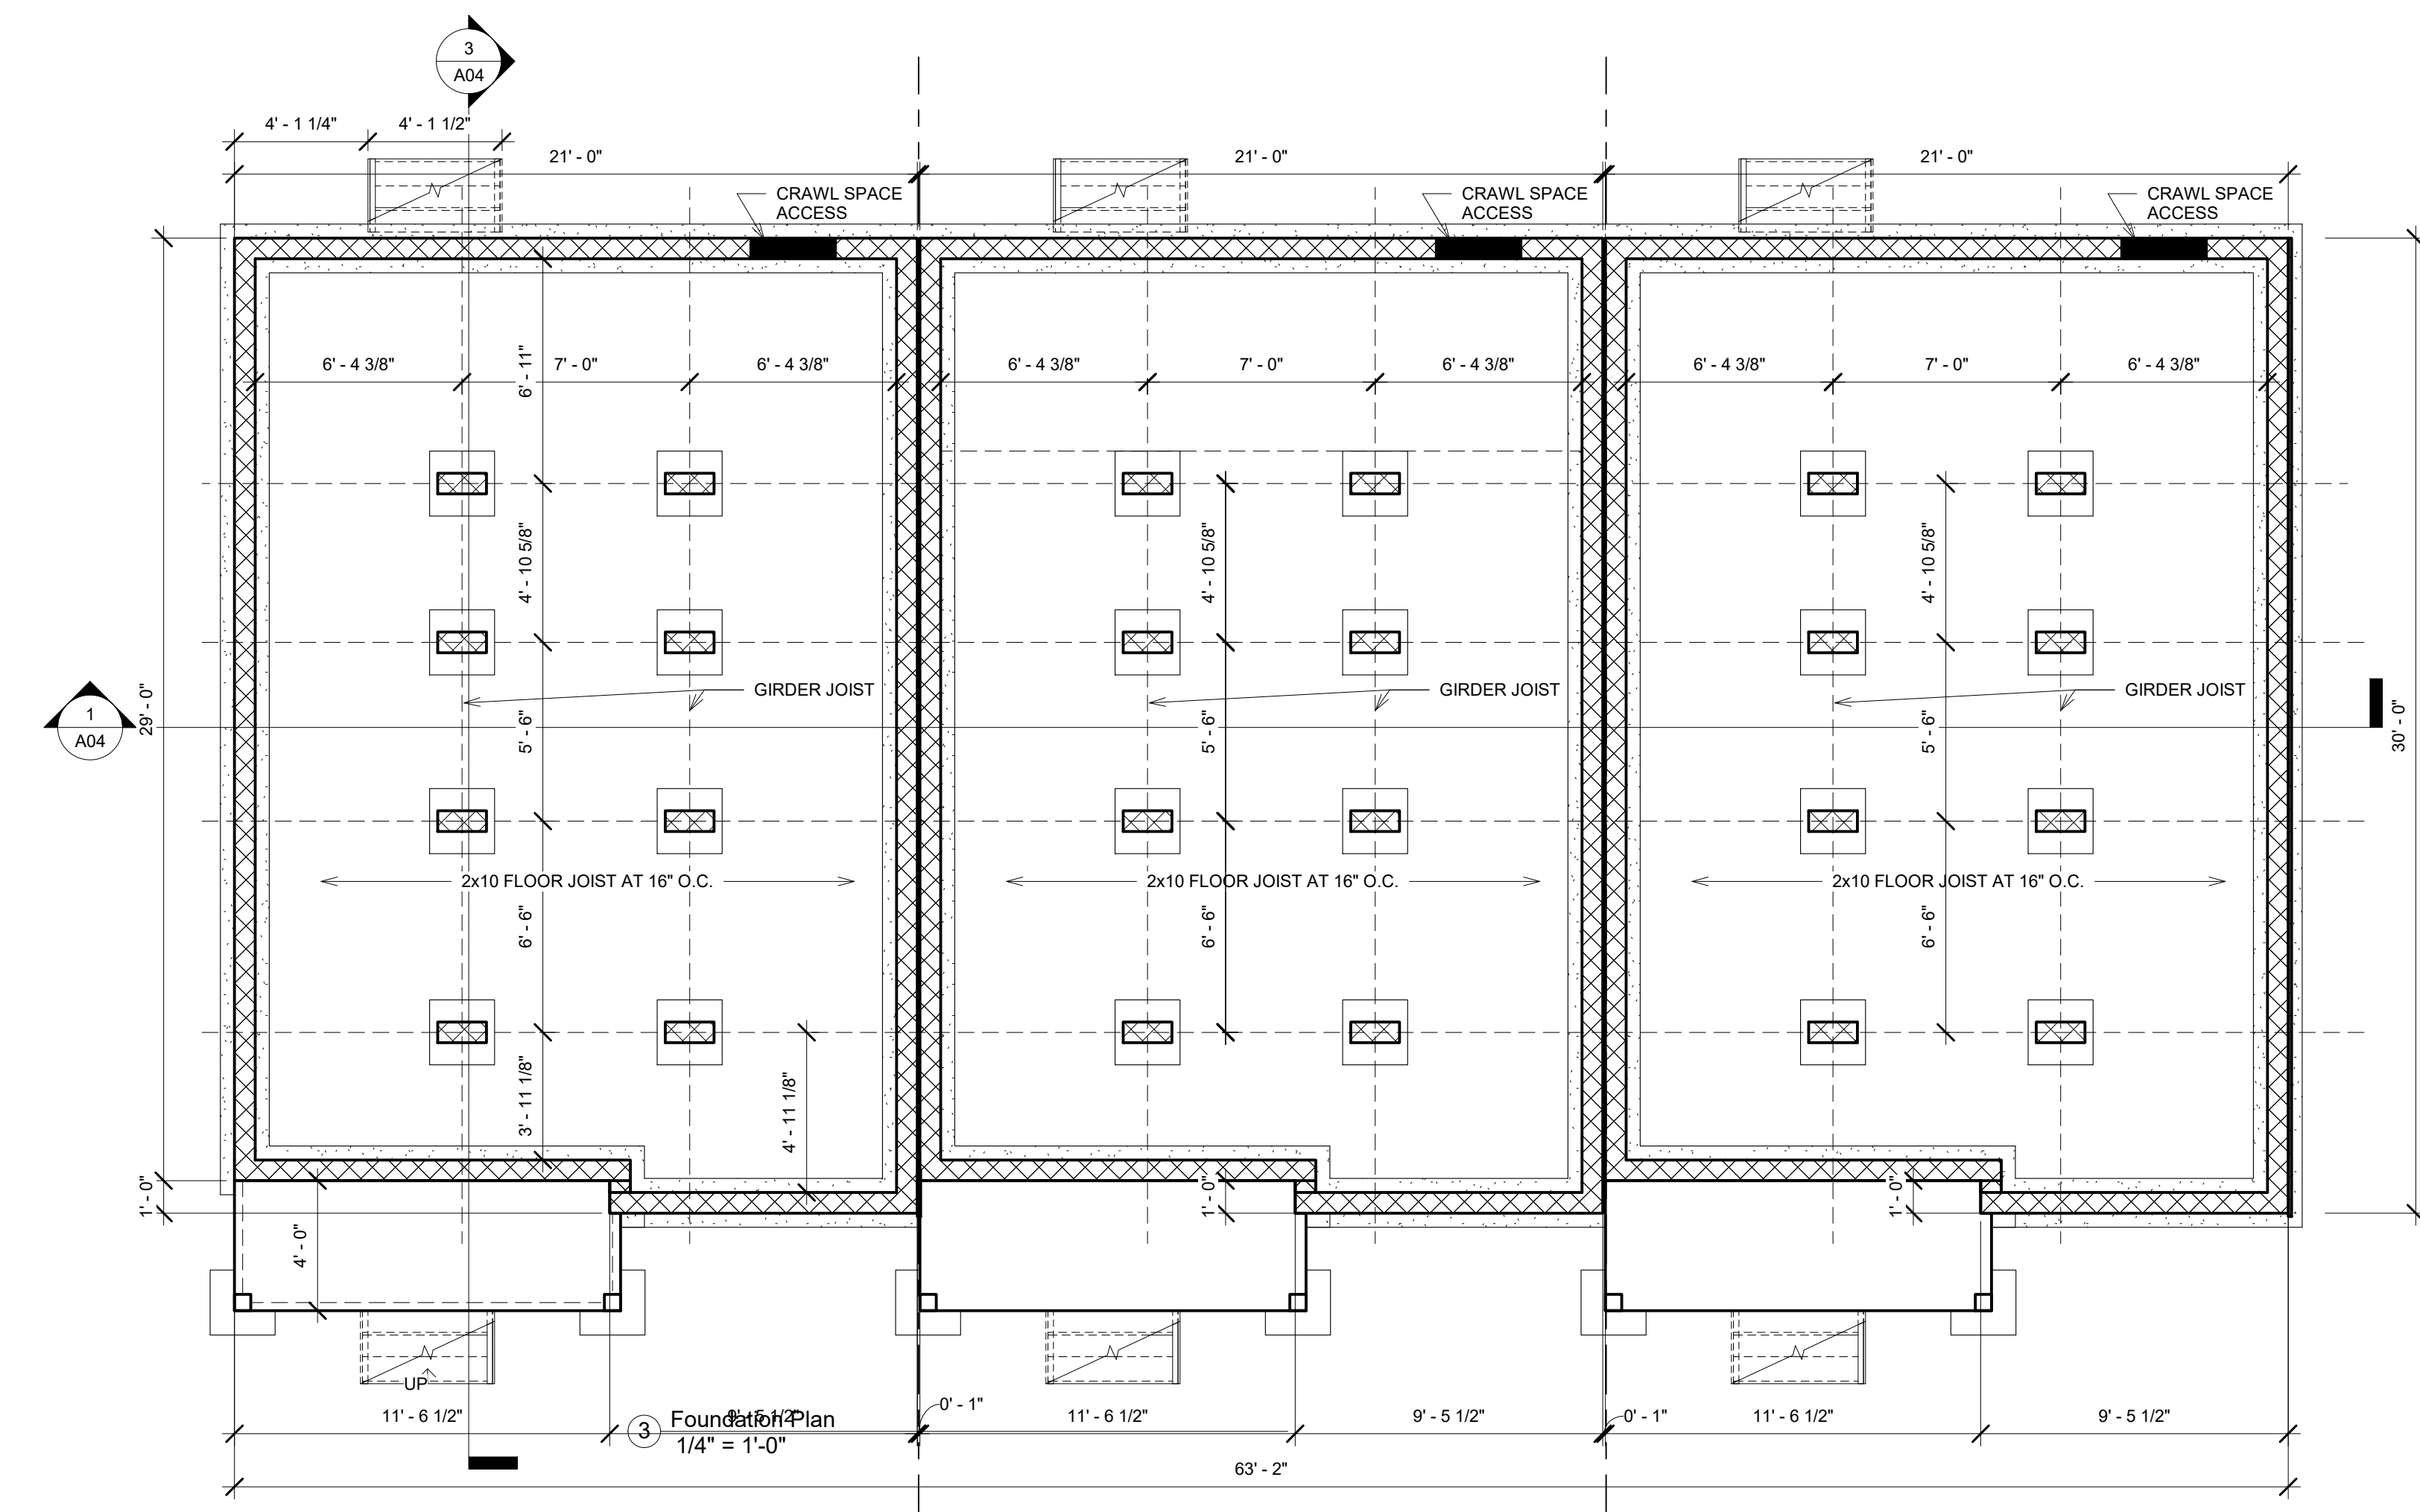 3
A04
4' - 1 1/4"
4' - 1 1/2"
21' - 0"
21' - 0"
21' - 0"
CRAWL SPACE
ACCESS
CRAWL SPACE
ACCESS
CRAWL SPACE
ACCESS
6' - 4 3/8"
6' - 11"
7' - 0"
6' - 4 3/8"
6' - 4 3/8"
7' - 0"
6' - 4 3/8"
6' - 4 3/8"
7' - 0"
6' - 4 3/8"
4' - 10 5/8"
4' - 10 5/8"
4' - 10 5/8"
GIRDER JOIST
GIRDER JOIST
GIRDER JOIST
1
A04
29' - 0"
5' - 6"
5' - 6"
5' - 6"
30' - 0"
2x10 FLOOR JOIST AT 16" O.C.
2x10 FLOOR JOIST AT 16" O.C.
2x10 FLOOR JOIST AT 16" O.C.
6' - 6"
6' - 6"
6' - 6"
3' - 11 1/8"
4' - 11 1/8"
1' - 0"
1' - 0"
1' - 0"
4' - 0"
UP
11' - 6 1/2"
9' - 5 1/2"
0' - 1"
11' - 6 1/2"
9' - 5 1/2"
0' - 1"
11' - 6 1/2"
9' - 5 1/2"
3
Foundation Plan
1/4" = 1'-0"
63' - 2"